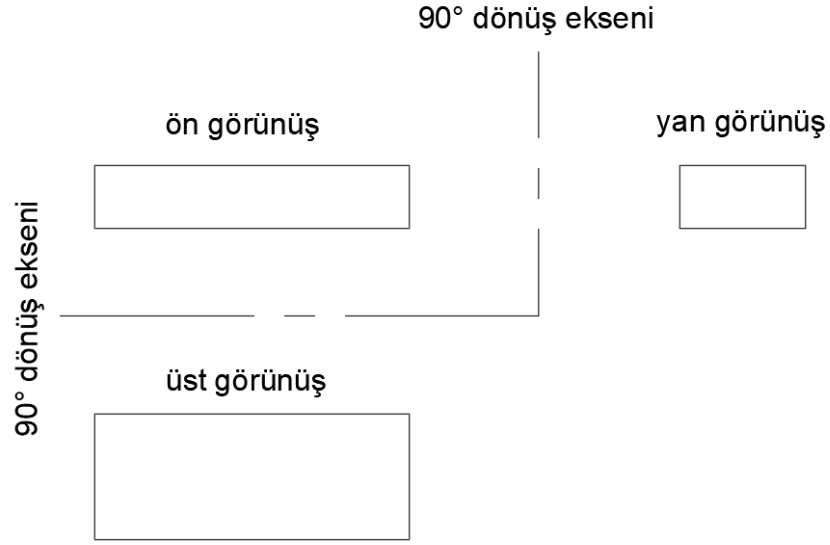 90° dönüş ekseni
ön görünüş
yan görünüş
90° dönüş ekseni
üst görünüş